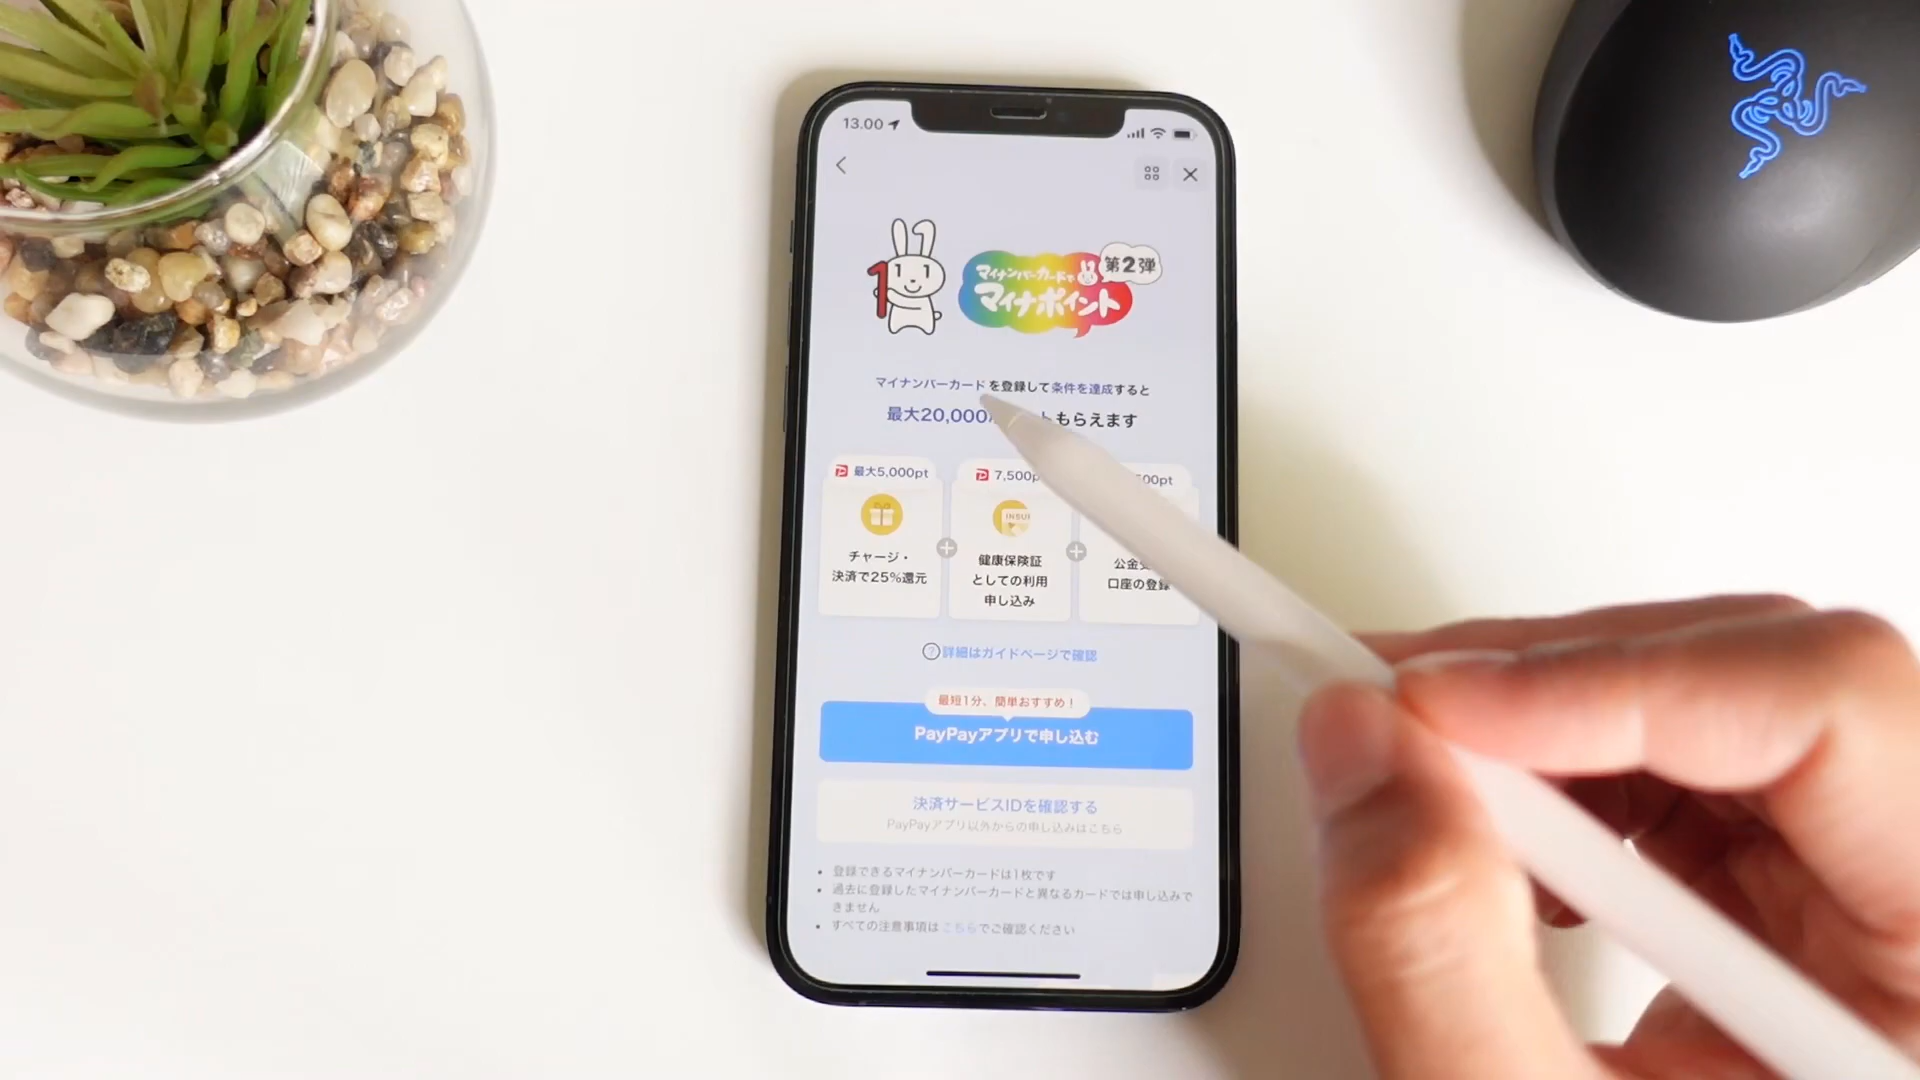 13.00
マイナンバーカードで
マイナポイント
第2弾
マイナンバーカードを登録して条件を達成すると
最大20,000 もらえます
最大5,000pt
チャージ・
決済で25%還元
7,500p
INSU
健康保険証
としての利用
申し込み
500pt
公金
口座の登録
詳細はガイドページで確認
最短1分、簡単おすすめ!
PayPayアプリで申し込む
決済サービスIDを確認する
PayPayアプリ以外からの申し込みはこちら
・登録できるマイナンバーカードは1枚です
・過去に登録したマイナンバーカードと異なるカードでは申し込みで
きません
・すべての注意事項はこちらでご確認ください